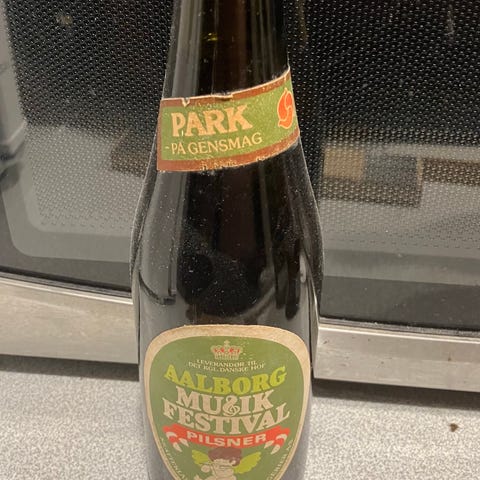 PARK
- PÅ GENSMAG
LEVERANDØR TIL
DET KGL. DANSKE HOF
AALBORG
MUSIK
FESTIVAL
PILSNER